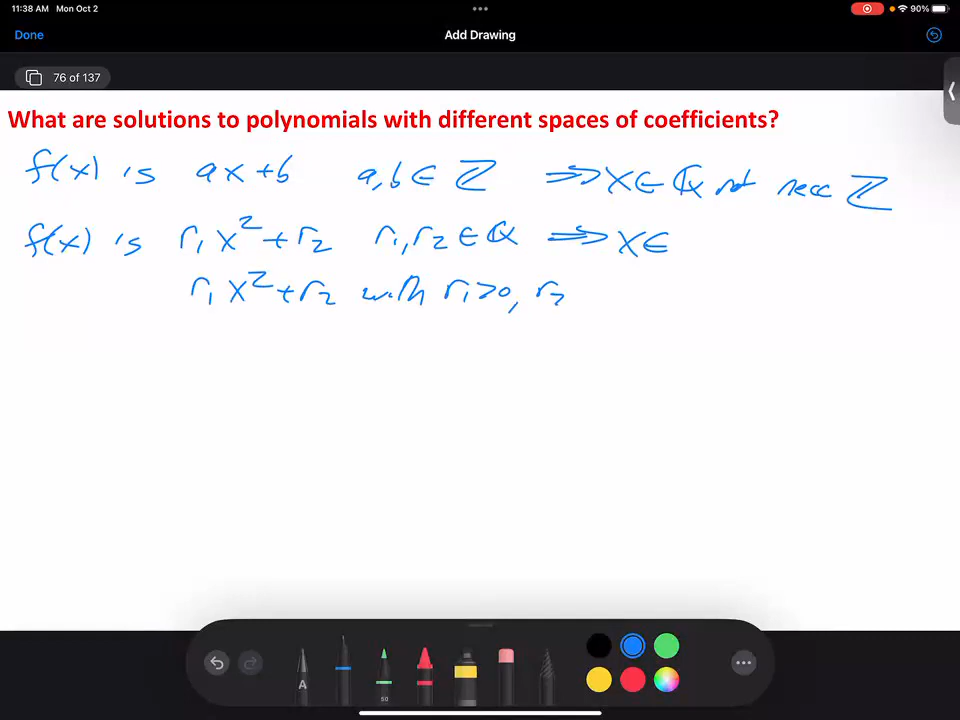 11:38 AM Mon Oct 2
90%
Done
Add Drawing
76 of 137
What are solutions to polynomials with different spaces of coefficients?
f(x) is ax+b a,b ∈ ℤ ⇒ x ∈ ℚ not nec ℤ
f(x) is r₁x²+r₂ r₁,r₂ ∈ ℚ ⇒ x ∈
r₁x²+r₂ with r₁>0, r₂
A
50